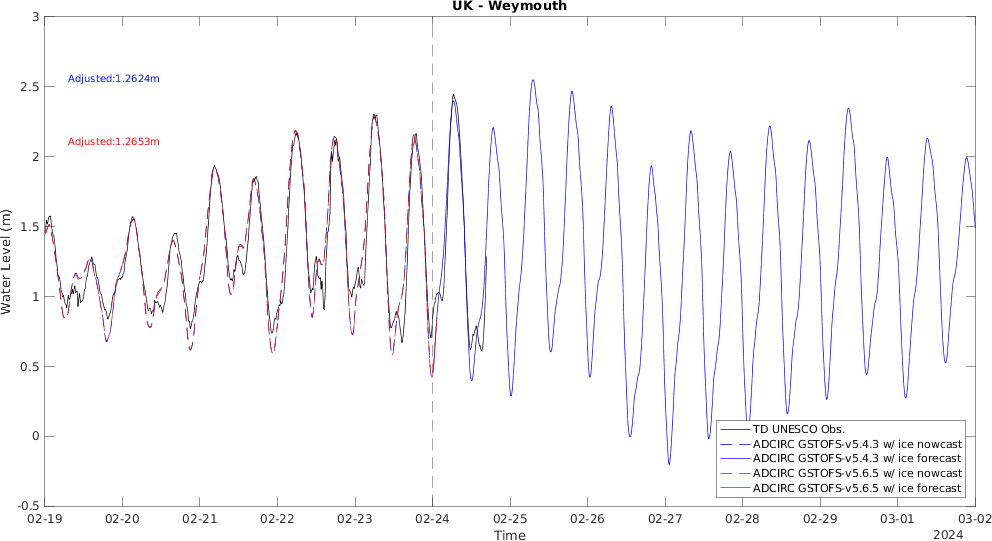 UK - Weymouth
3
2.5
2
1.5
1
0.5
0
-0.5
Water Level (m)
Adjusted:1.2624m
Adjusted:1.2653m
TD UNESCO Obs.
ADCIRC GSTOFS-v5.4.3 w/ ice nowcast
ADCIRC GSTOFS-v5.4.3 w/ ice forecast
ADCIRC GSTOFS-v5.6.5 w/ ice nowcast
ADCIRC GSTOFS-v5.6.5 w/ ice forecast
02-19 02-20 02-21 02-22 02-23 02-24 02-25 02-26 02-27 02-28 02-29 03-01 03-02
Time
2024